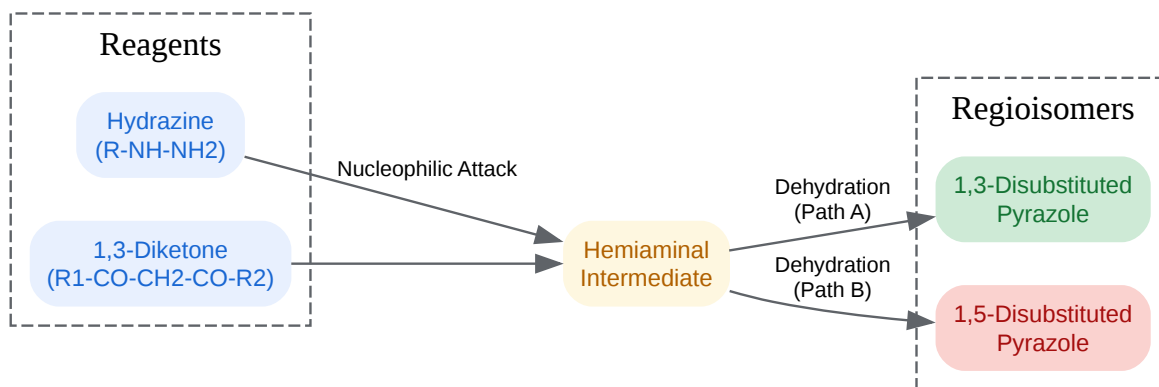 Reagents
Hydrazine
(R-NH-NH2)
1,3-Diketone
(R1-CO-CH2-CO-R2)
Nucleophilic Attack
Hemiaminal
Intermediate
Dehydration
(Path A)
Dehydration
(Path B)
Regioisomers
1,3-Disubstituted
Pyrazole
1,5-Disubstituted
Pyrazole